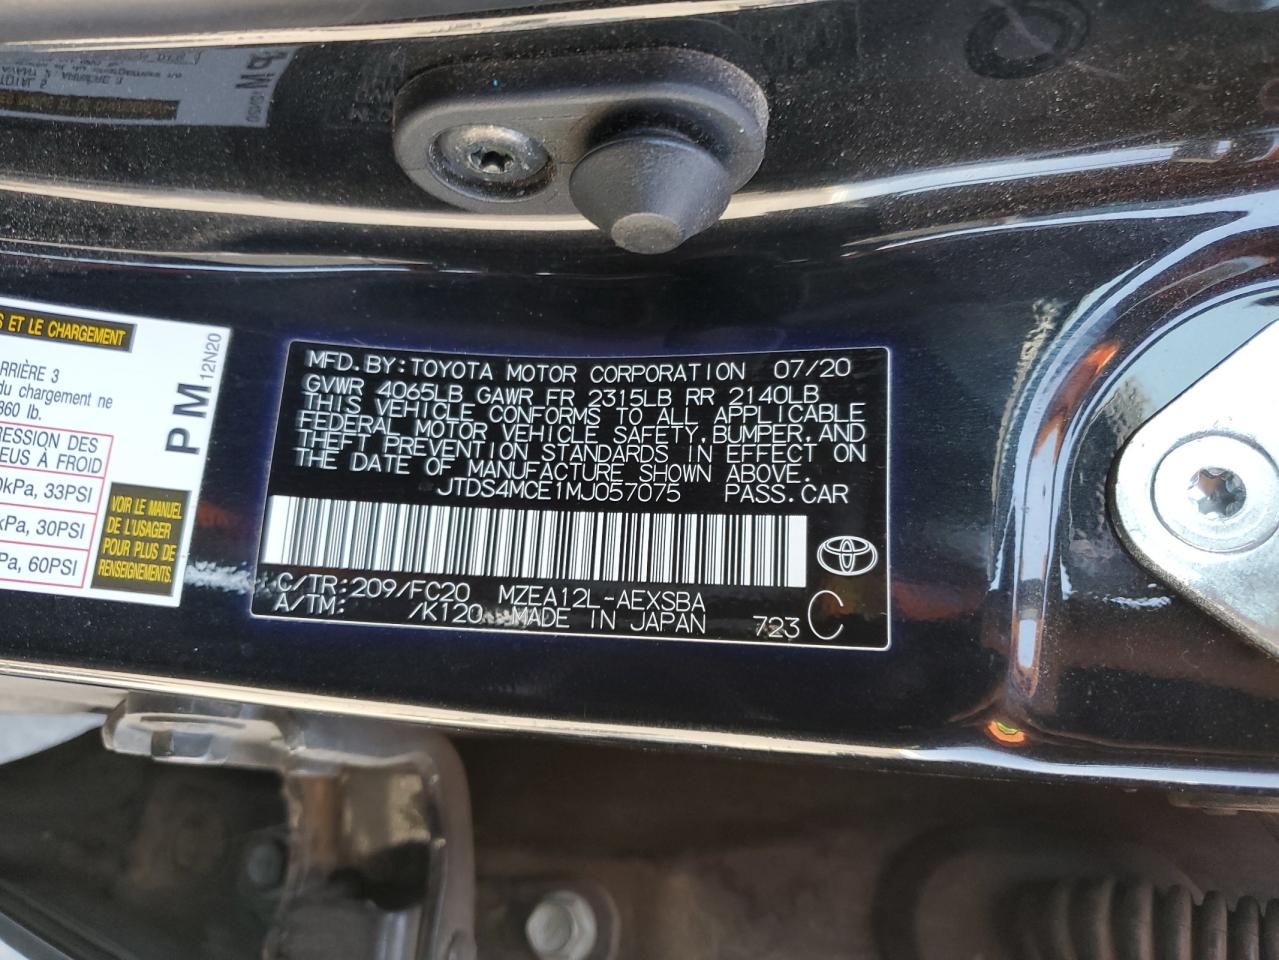 S ET LE CHARGEMENT
RRIÈRE 3
du chargement ne
860 lb.
RESSION DES
EUS À FROID
0kPa, 33PSI
kPa, 30PSI
Pa, 60PSI
VOIR LE MANUEL
DE L'USAGER
POUR PLUS DE
RENSEIGNEMENTS.
PM
12N20
MFD.BY:TOYOTA MOTOR CORPORATION 07/20
GVWR 4065LB GAWR FR 2315LB RR 2140LB
THIS VEHICLE CONFORMS TO ALL APPLICABLE
FEDERAL MOTOR VEHICLE SAFETY,BUMPER,AND
THEFT PREVENTION STANDARDS IN EFFECT ON
THE DATE OF MANUFACTURE SHOWN ABOVE.
JTDS4MCE1MJ057075 PASS.CAR
C/TR:209/FC20 MZEA12L-AEXSBA
A/TM: /K120 MADE IN JAPAN 723 C